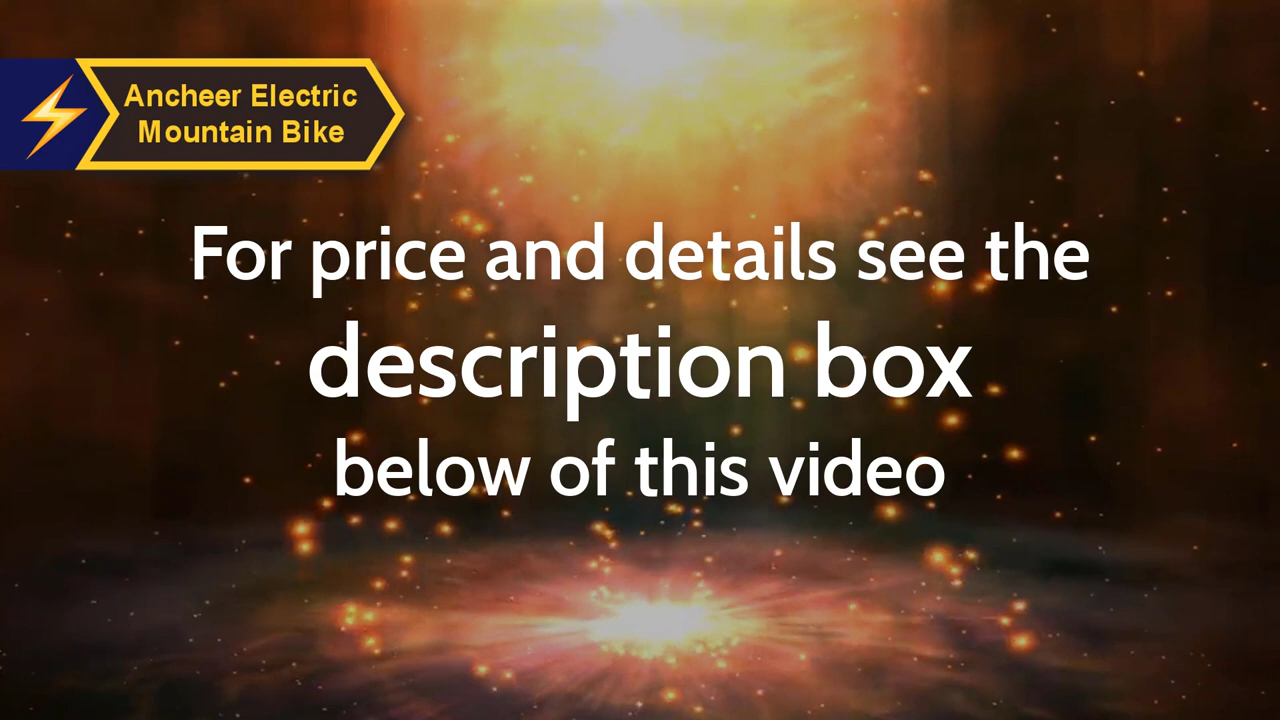 Ancheer Electric
Mountain Bike
For price and details see the
description box
below of this video